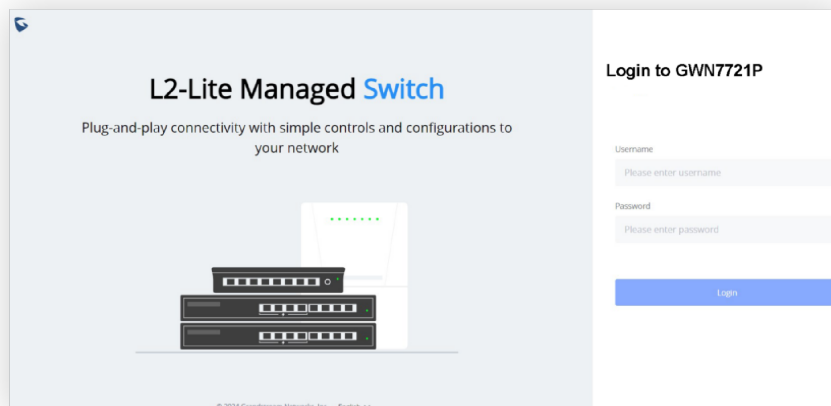 L2-Lite Managed Switch
Plug-and-play connectivity with simple controls and configurations to
your network
Login to GWN7721P
Username
Please enter username
Password
Please enter password
Login